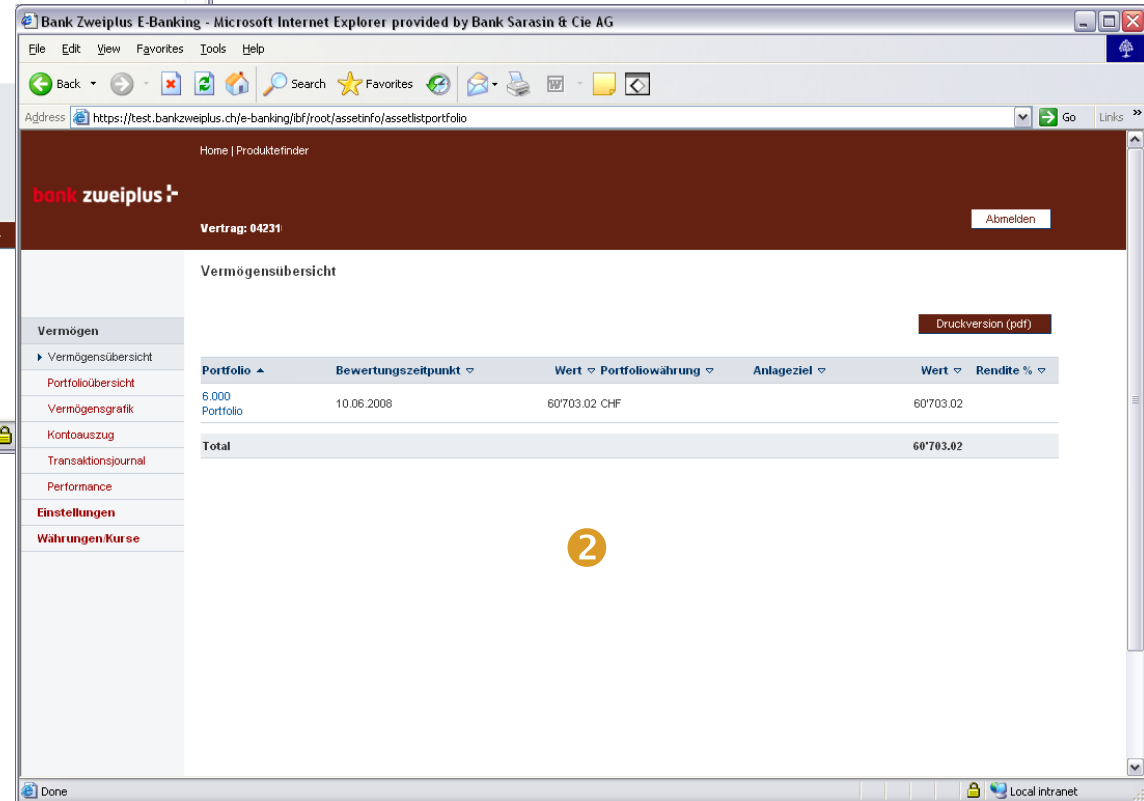 Bank Zweiplus E-Banking - Microsoft Internet Explorer provided by Bank Sarasin & Cie AG
File Edit View Favorites Tools Help
Back Search Favorites
Address https://test.bankzweiplus.ch/e-banking/ibf/root/assetinfo/assetlistportfolio Go Links »
Home | Produktefinder
bank zweiplus
Vertrag: 04231
Abmelden
Vermögensübersicht
Druckversion (pdf)
Vermögen
Vermögensübersicht
Portfolioübersicht
Vermögensgrafik
Kontoauszug
Transaktionsjournal
Performance
Einstellungen
Währungen/Kurse
Portfolio Bewertungszeitpunkt Wert Portfoliowährung Anlageziel Wert Rendite %
6.000
Portfolio 10.06.2008 60'703.02 CHF 60'703.02
Total 60'703.02
2
Done Local intranet